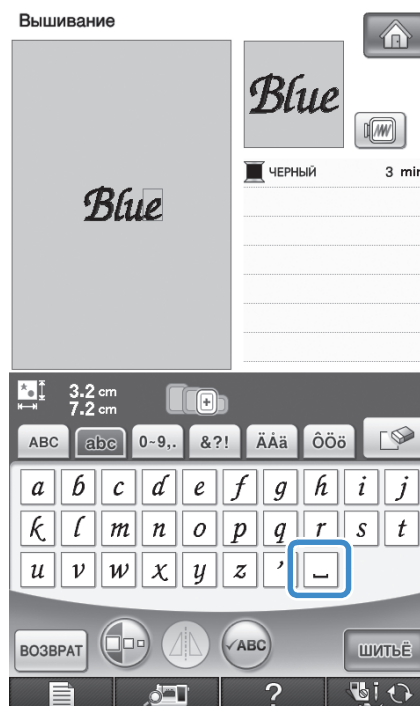 Вышивание
Blue
Blue
ЧЕРНЫЙ 3 min
3.2 cm
7.2 cm
ABC abc 0~9,. &?! ÄÅä ÔÖö
a b c d e f g h i j
k l m n o p q r s t
u v w x y z ’ ⎵
ВОЗВРАТ ✓ABC ШИТЬЁ
?